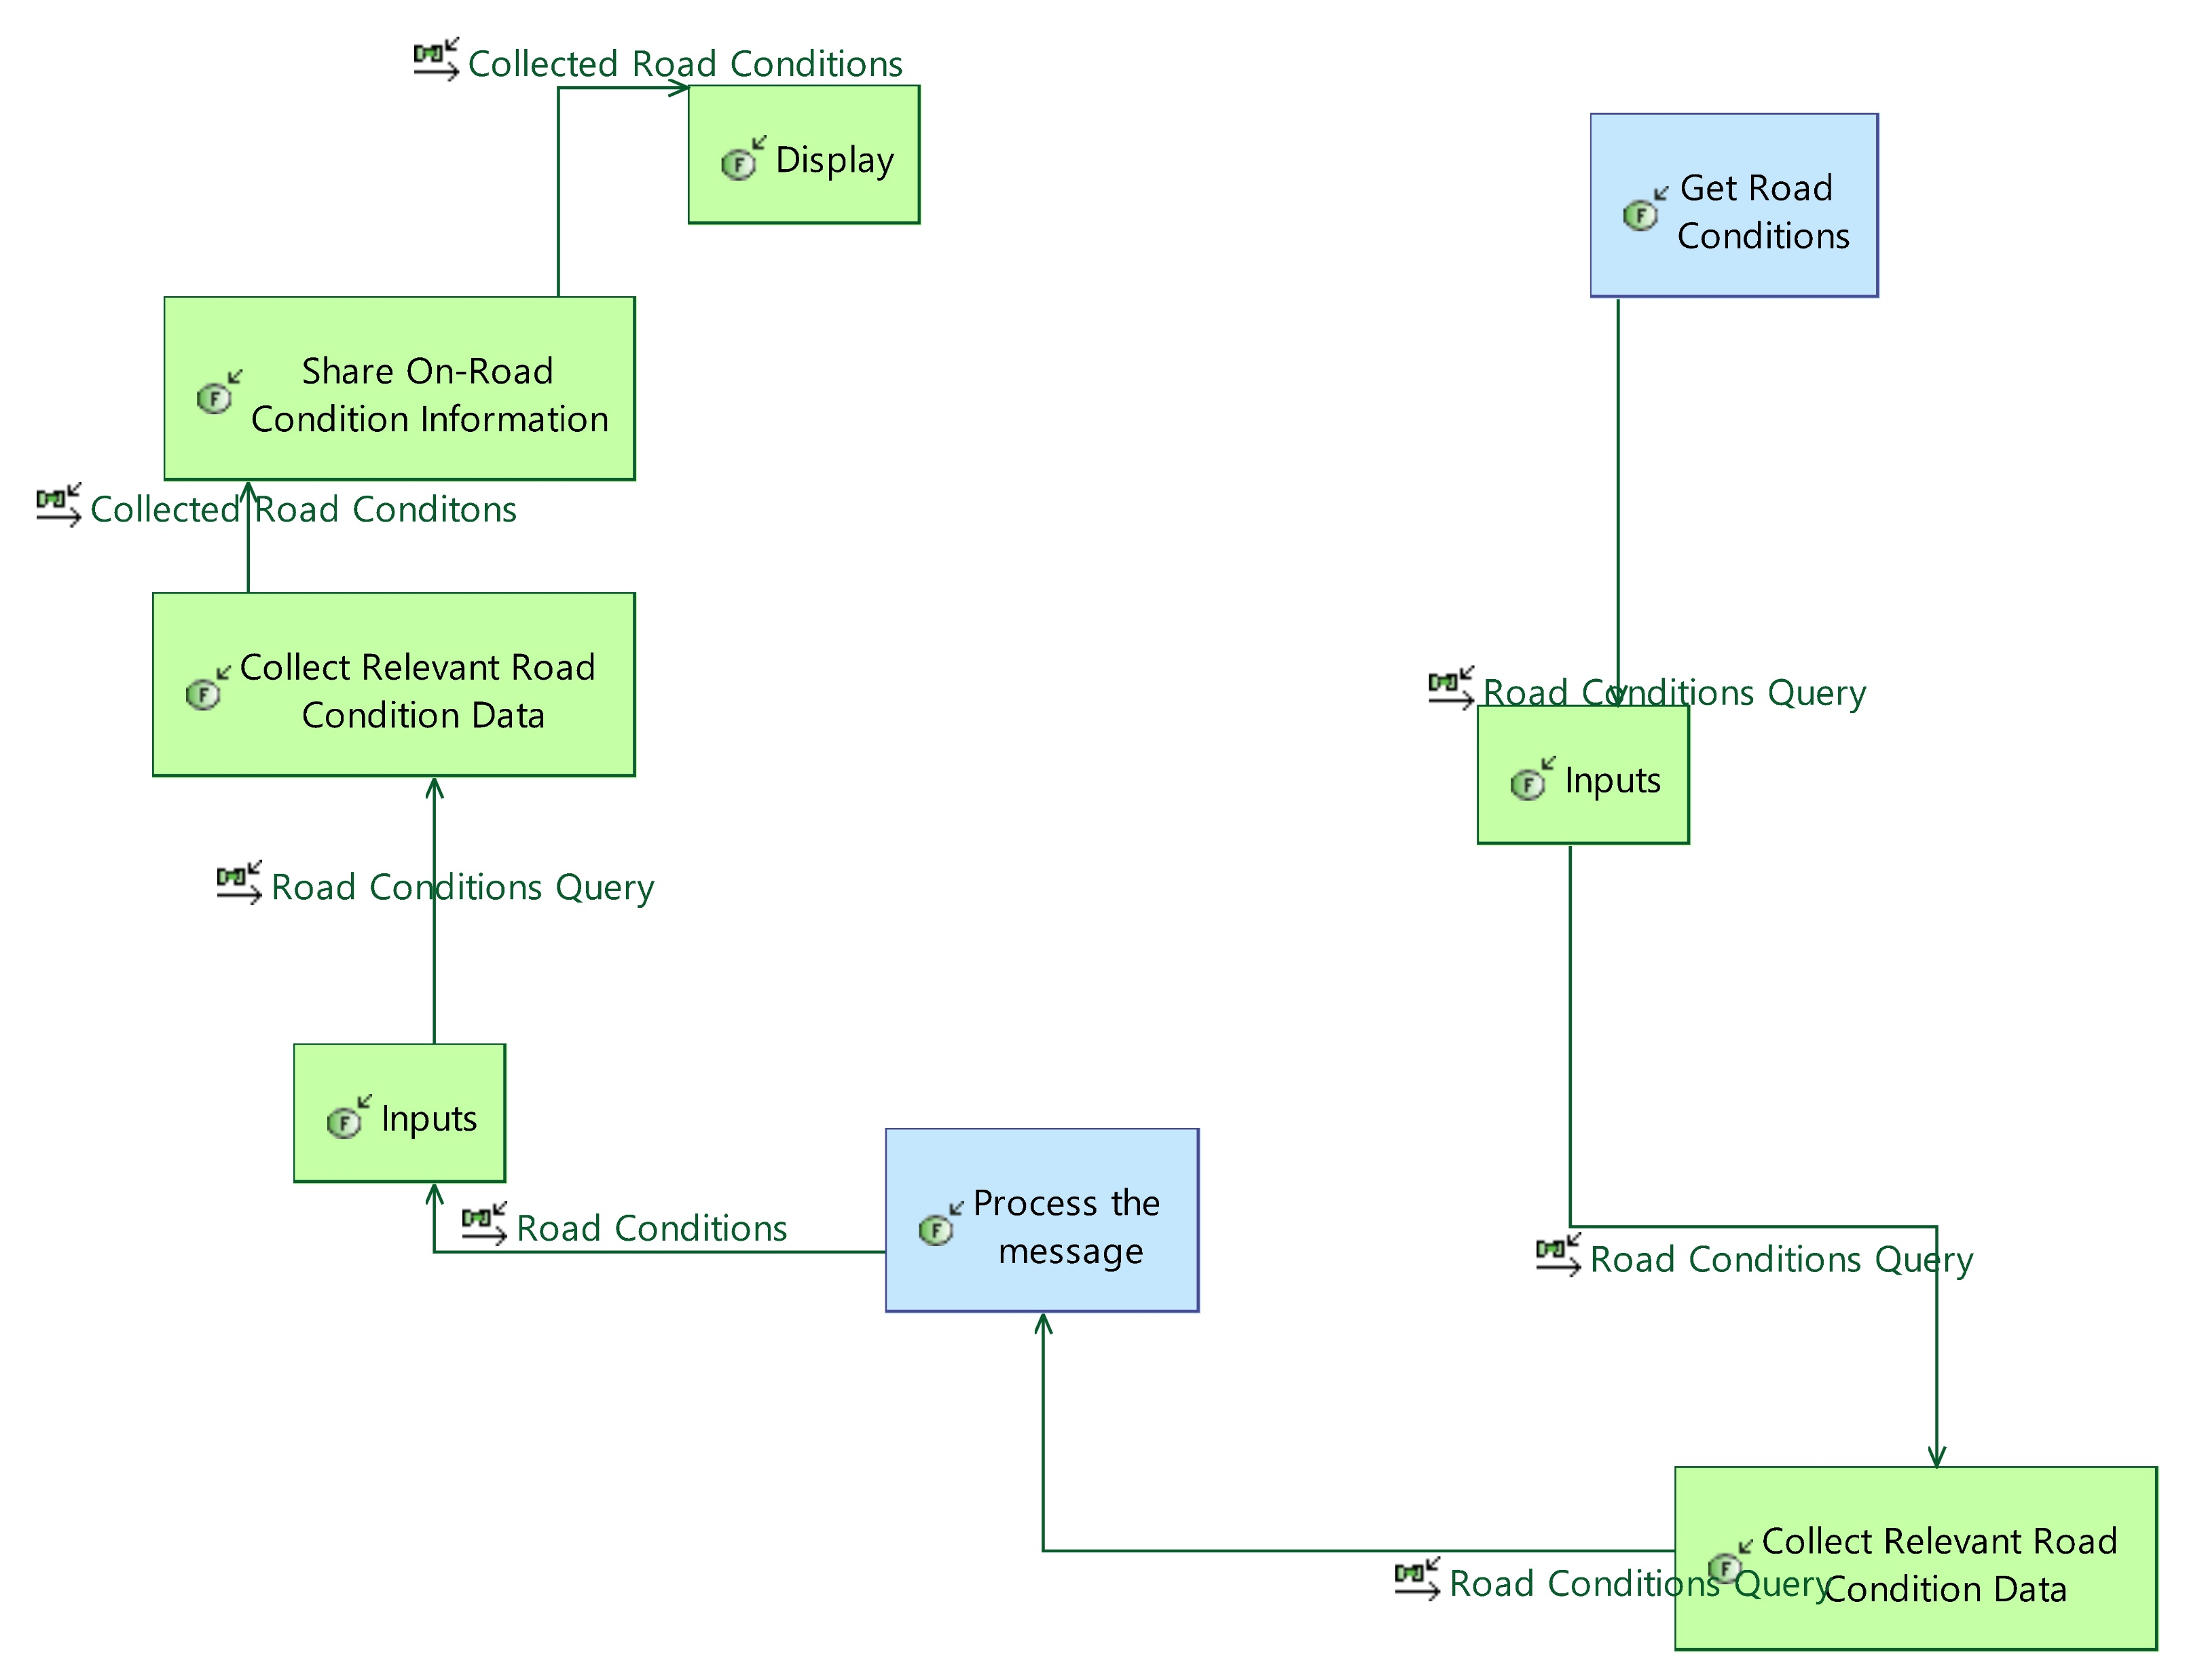 Collected Road Conditions
F Display
F Get Road
Conditions
F Share On-Road
Condition Information
Collected Road Conditons
F Collect Relevant Road
Condition Data
Road Conditions Query
F Inputs
Road Conditions Query
F Inputs
Road Conditions
F Process the
message
Road Conditions Query
F Collect Relevant Road
Condition Data
Road Conditions Query